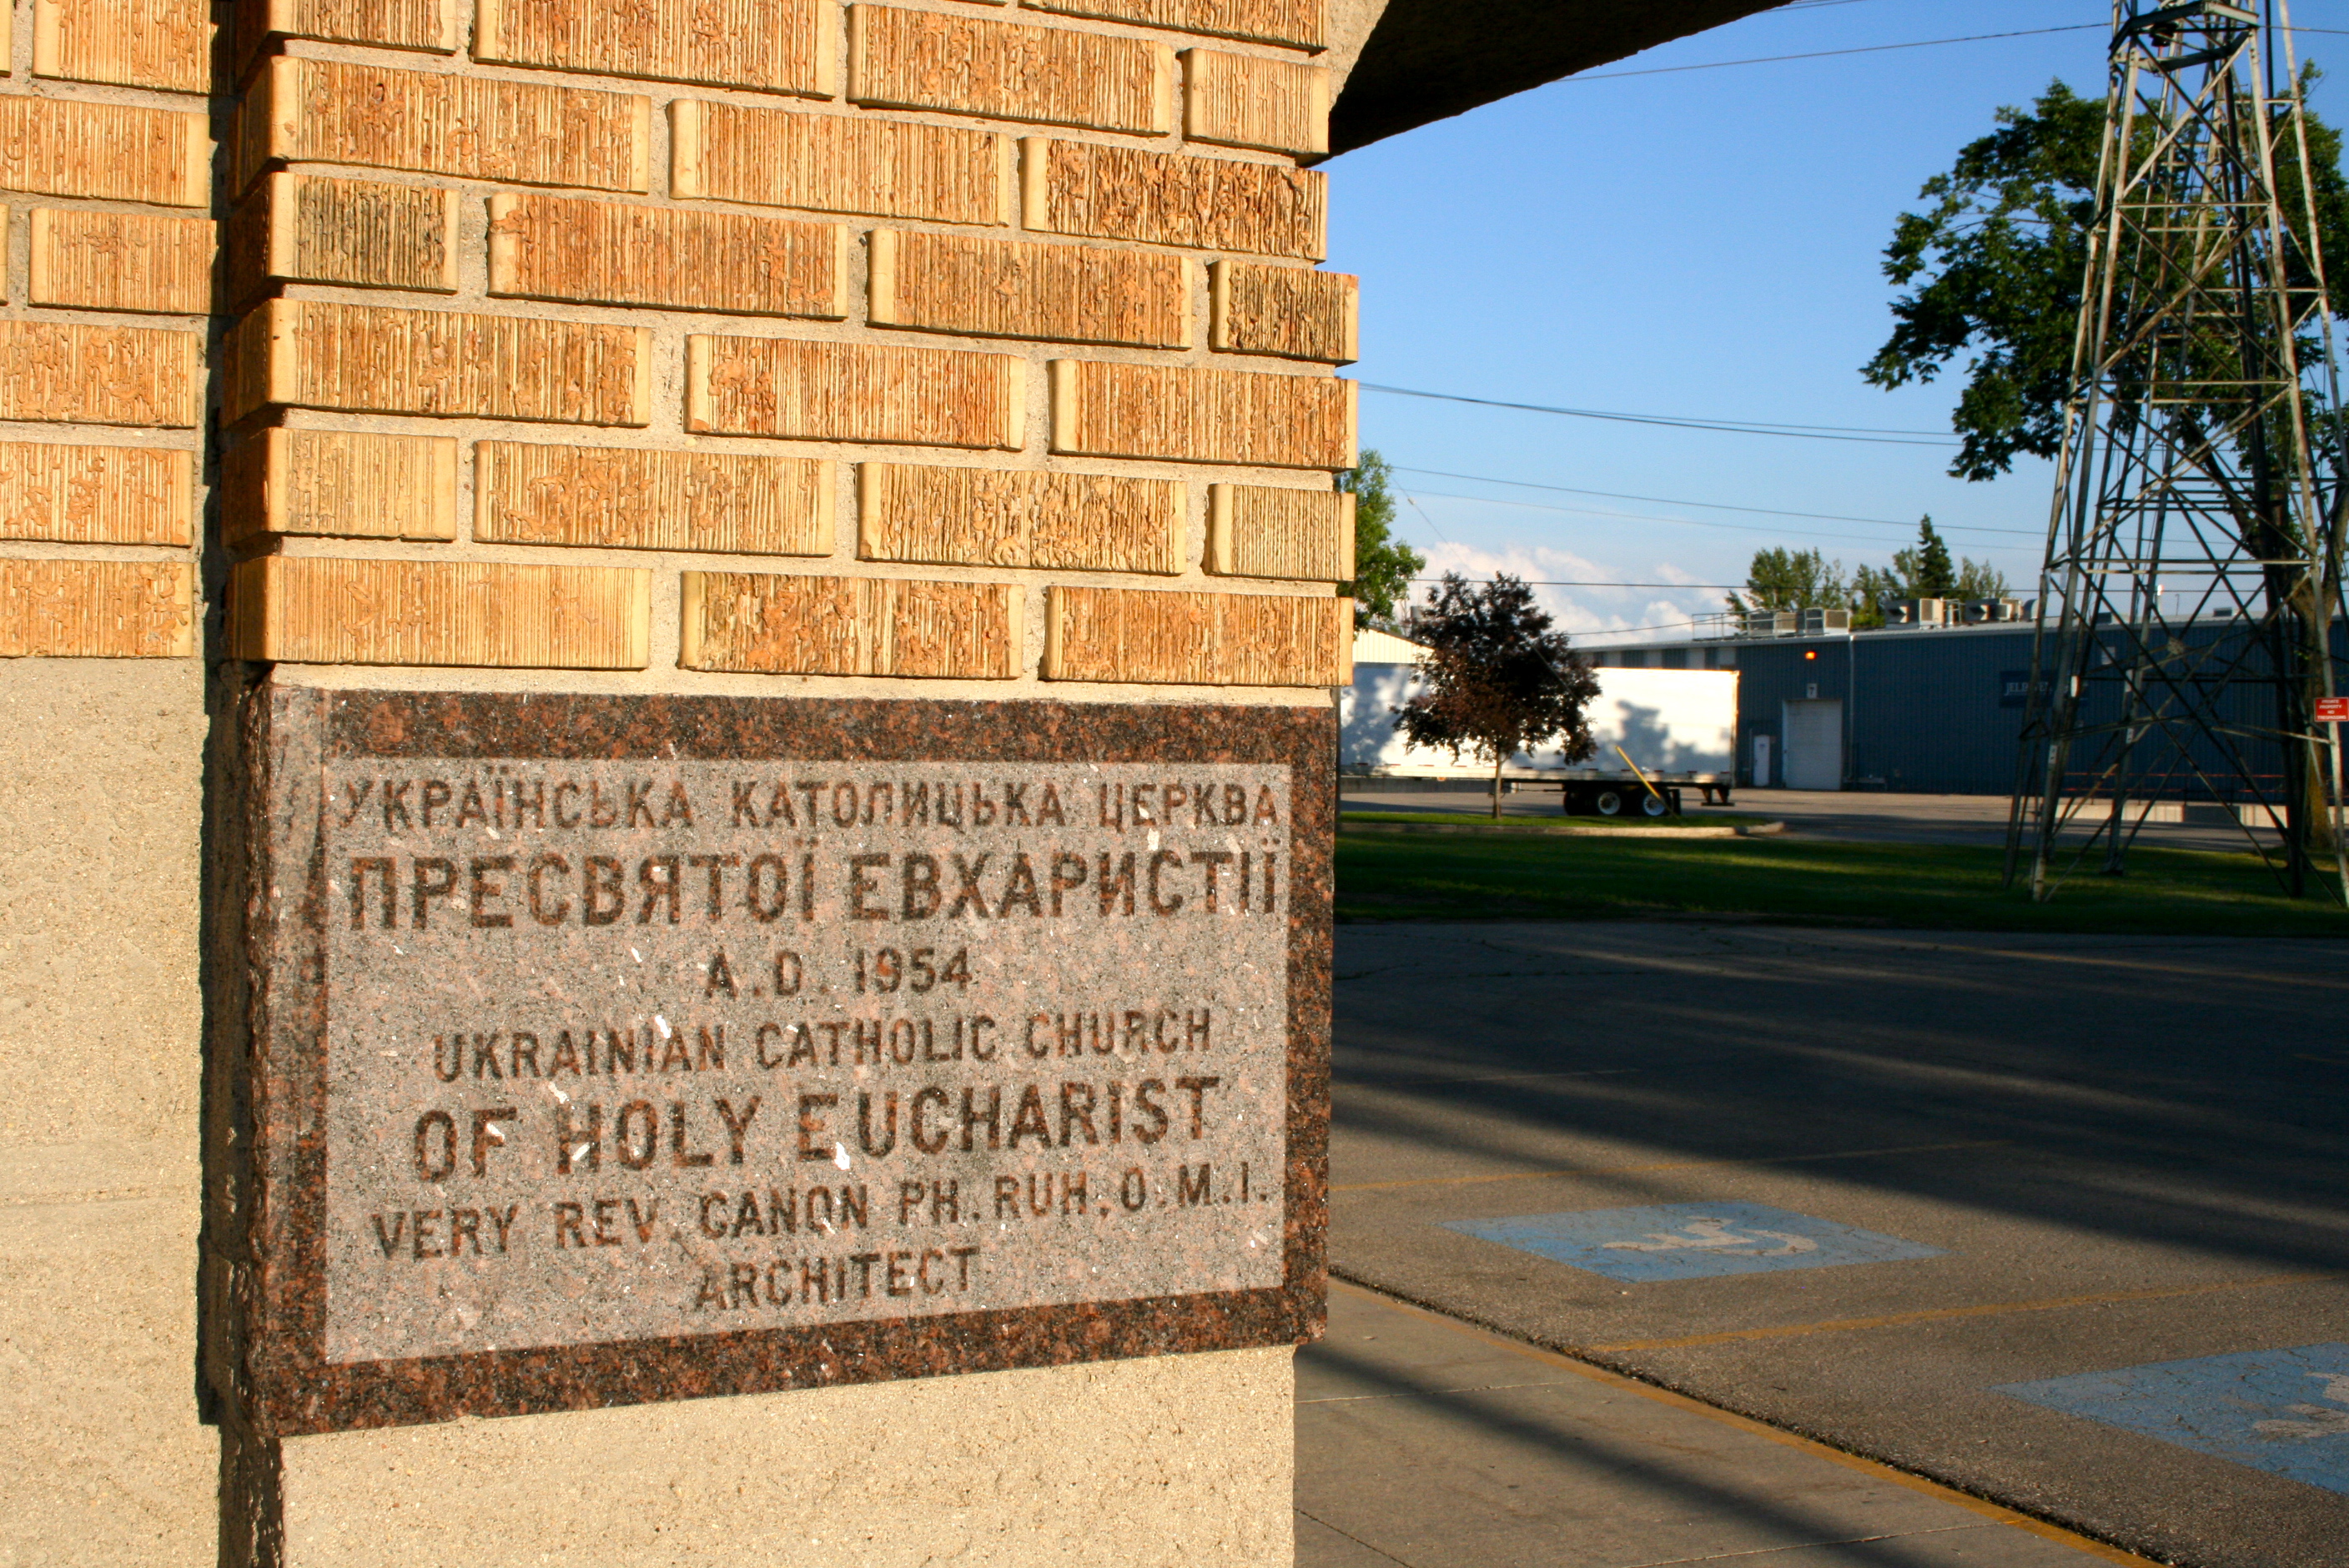 УКРАЇНСЬКА КАТОЛИЦЬКА ЦЕРКВА
ПРЕСВЯТОЇ ЕВХАРИСТІЇ
A.D. 1954
UKRAINIAN CATHOLIC CHURCH
OF HOLY EUCHARIST
VERY REV. CANON PH. RUH, O.M.I.
ARCHITECT